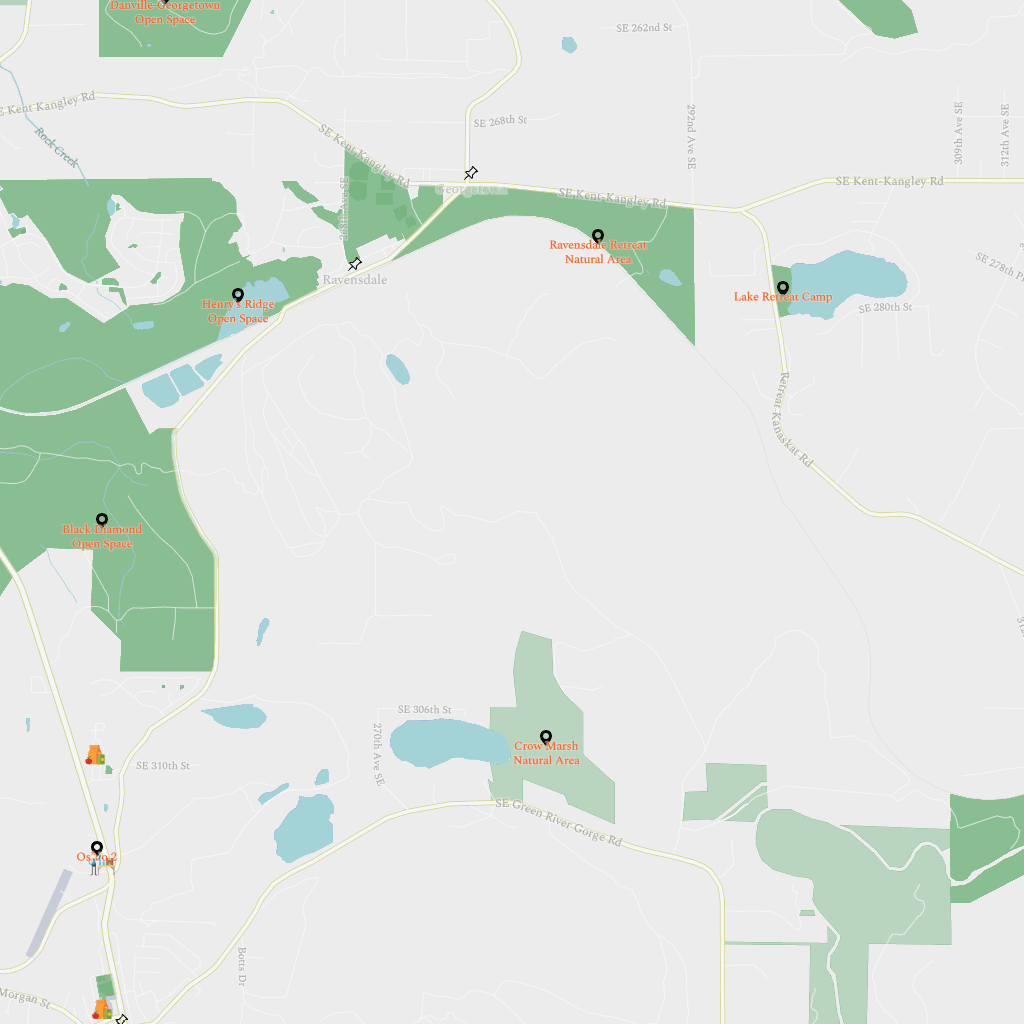 Danville-Georgetown
Open Space
SE 262nd St
SE Kent Kangley Rd
Rock Creek
SE 268th St
292nd Ave SE
309th Ave SE
312th Ave SE
SE Kent-Kangley Rd
268th Ave SE
Georgetown
SE Kent-Kangley Rd
SE Kent-Kangley Rd
Ravensdale Retreat
Natural Area
Ravensdale
Lake Retreat Camp
SE 280th St
Henry's Ridge
Open Space
Retreat Kanaskat Rd
Black Diamond
Open Space
SE 306th St
270th Ave SE
Crow Marsh
Natural Area
SE 310th St
SE Green River Gorge Rd
Botts Dr
Morgan St